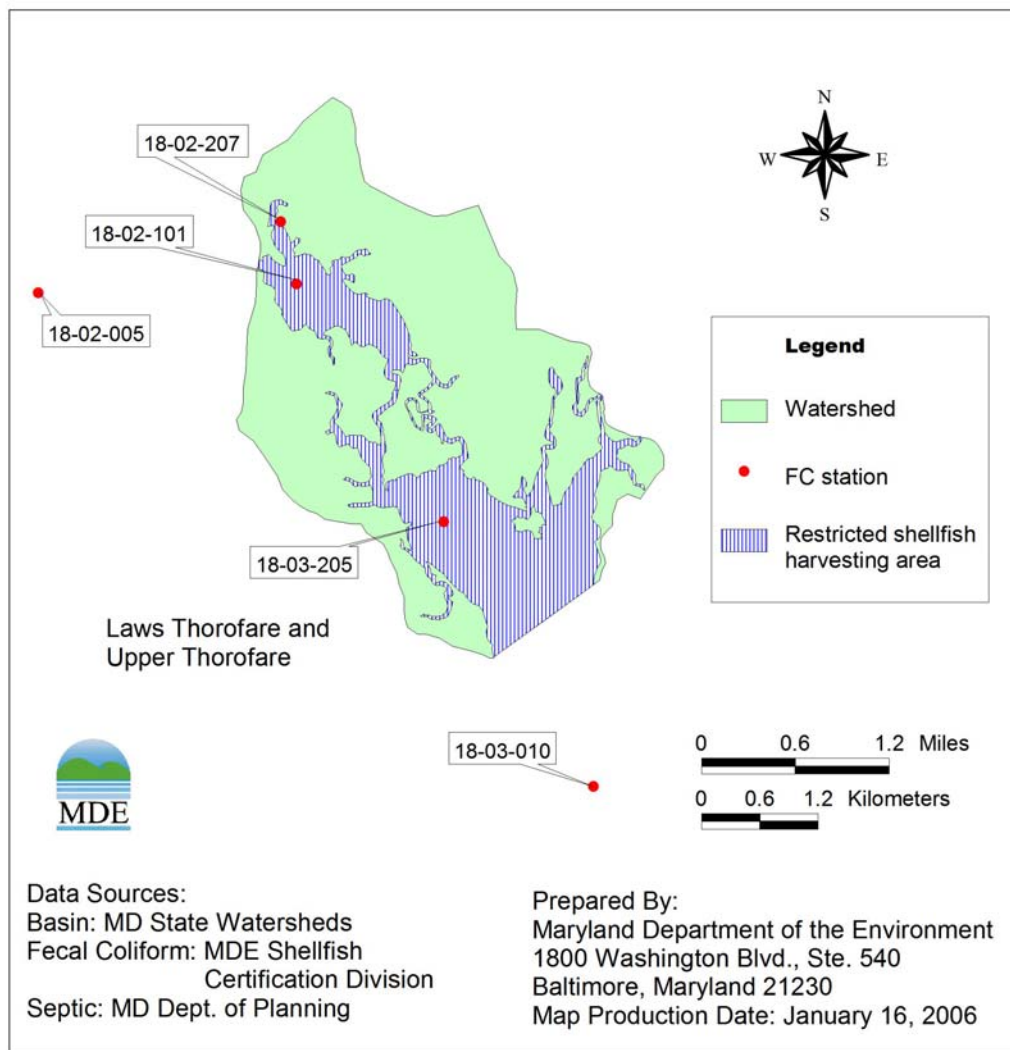 N
W E
S
18-02-207
18-02-101
18-02-005
Legend
Watershed
FC station
Restricted shellfish
harvesting area
18-03-205
Laws Thorofare and
Upper Thorofare
18-03-010
0 0.6 1.2 Miles
0 0.6 1.2 Kilometers
MDE
Data Sources:
Basin: MD State Watersheds
Fecal Coliform: MDE Shellfish
Certification Division
Septic: MD Dept. of Planning
Prepared By:
Maryland Department of the Environment
1800 Washington Blvd., Ste. 540
Baltimore, Maryland 21230
Map Production Date: January 16, 2006